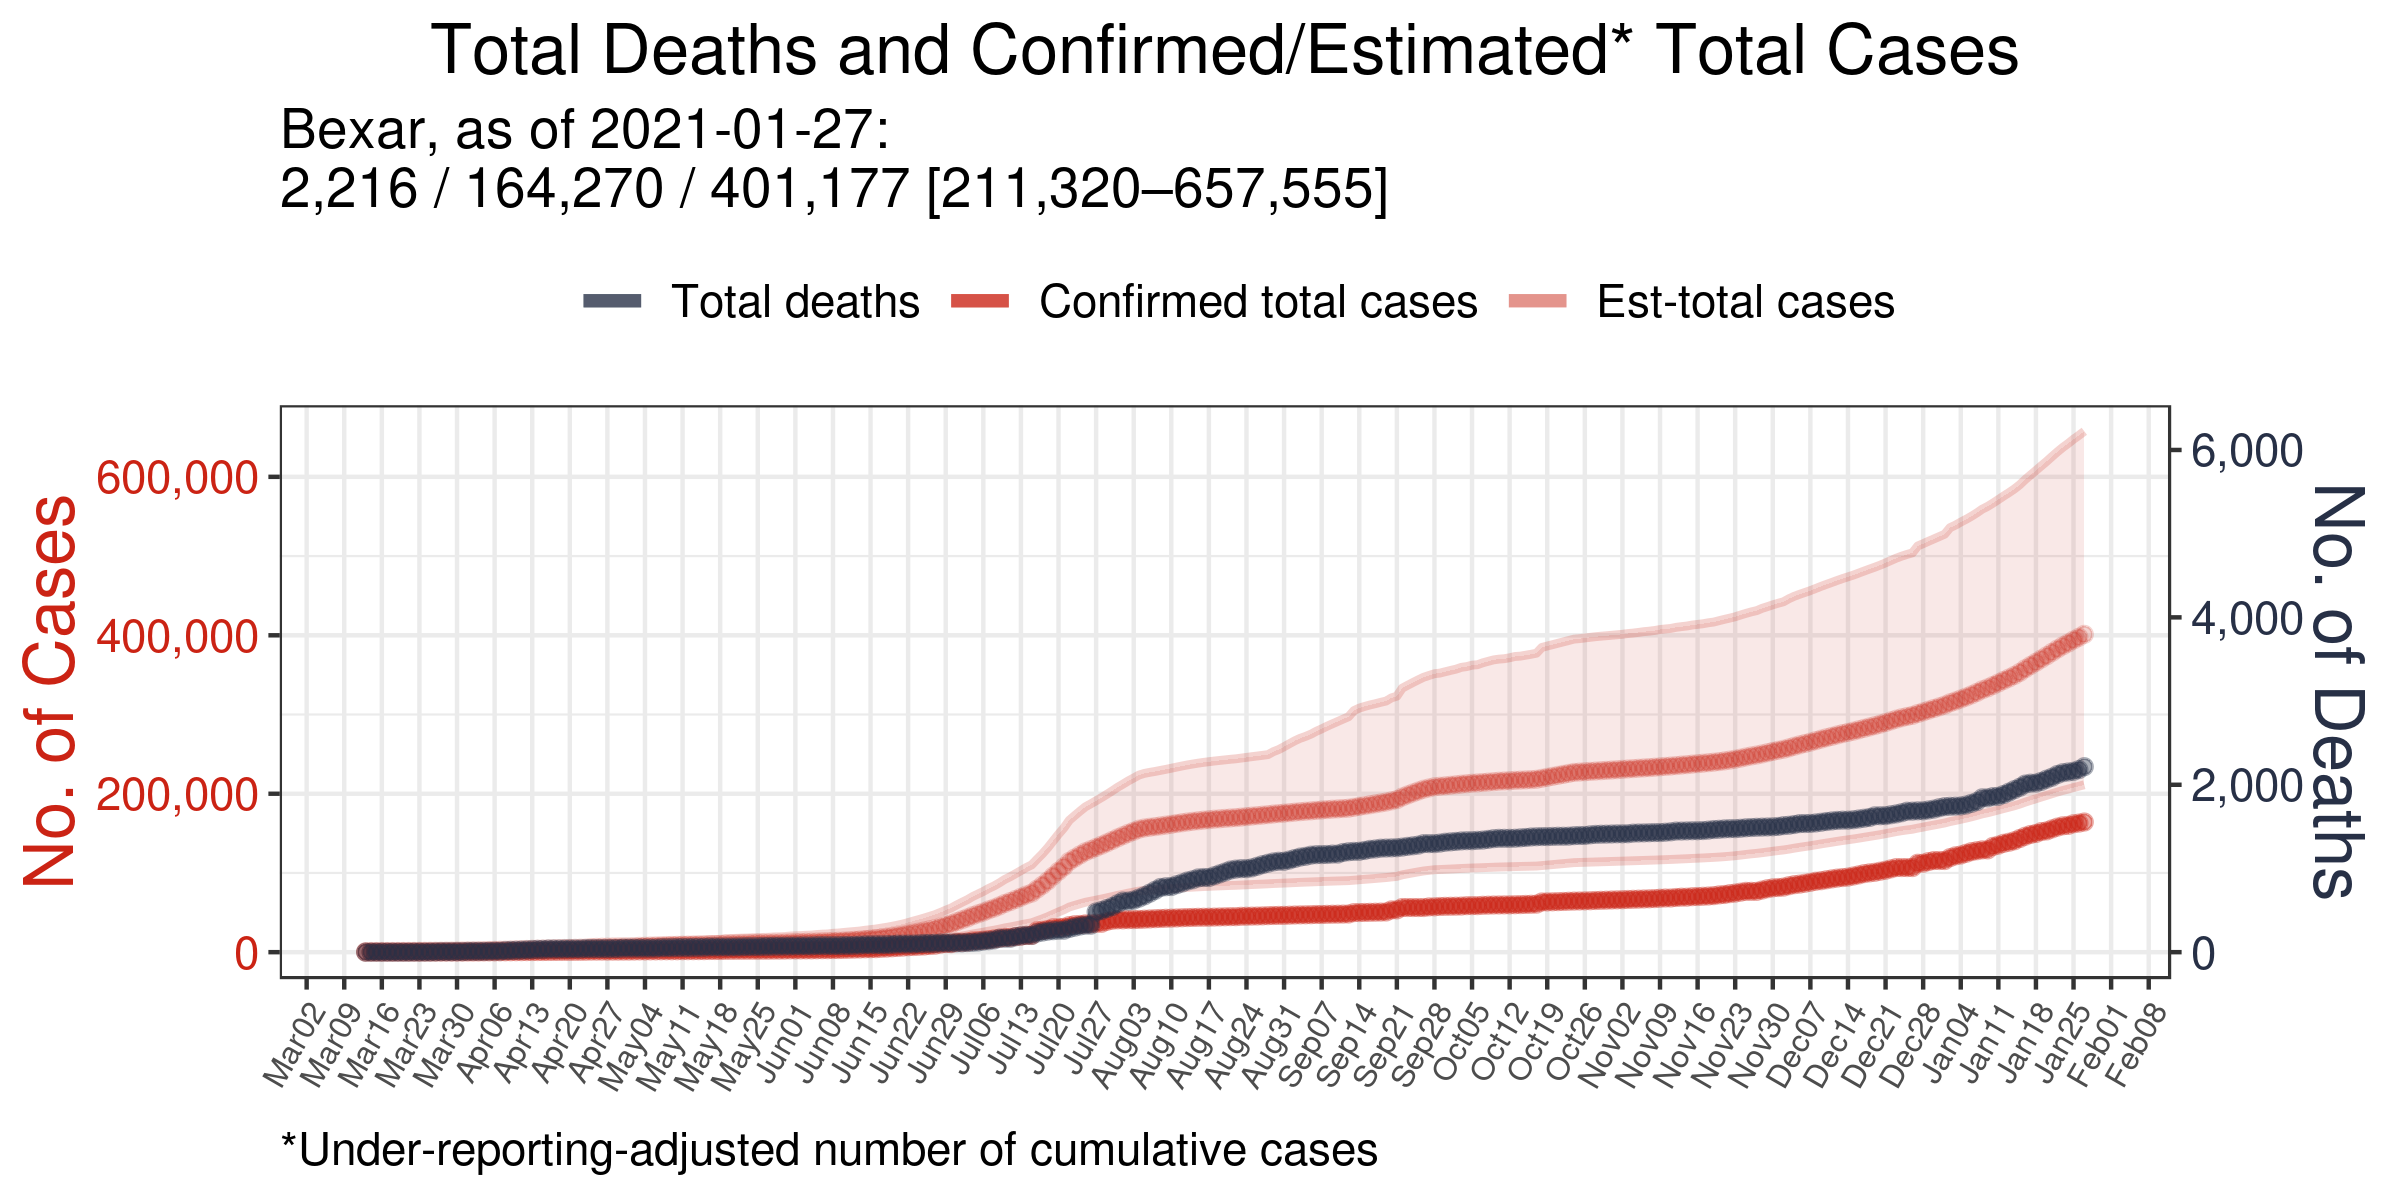 Total Deaths and Confirmed/Estimated* Total Cases
Bexar, as of 2021-01-27:
2,216 / 164,270 / 401,177 [211,320–657,555]
Total deaths
Confirmed total cases
Est-total cases
No. of Cases
600,000
400,000
200,000
0
6,000
4,000
2,000
0
No. of Deaths
Mar02
Mar09
Mar16
Mar23
Mar30
Apr06
Apr13
Apr20
Apr27
May04
May11
May18
May25
Jun01
Jun08
Jun15
Jun22
Jun29
Jul06
Jul13
Jul20
Jul27
Aug03
Aug10
Aug17
Aug24
Aug31
Sep07
Sep14
Sep21
Sep28
Oct05
Oct12
Oct19
Oct26
Nov02
Nov09
Nov16
Nov23
Nov30
Dec07
Dec14
Dec21
Dec28
Jan04
Jan11
Jan18
Jan25
Feb01
Feb08
*Under-reporting-adjusted number of cumulative cases